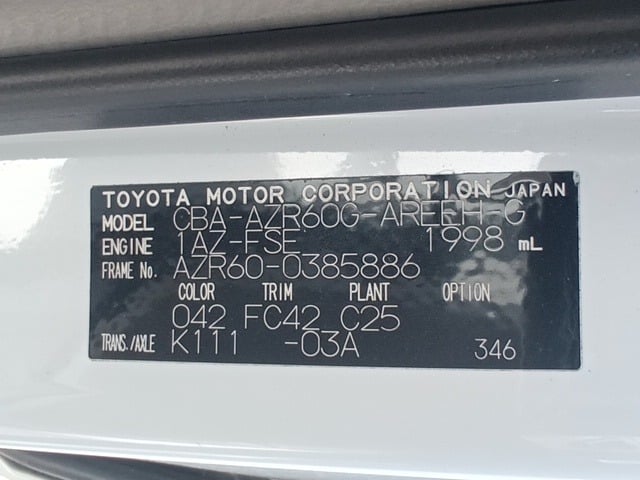 TOYOTA MOTOR CORPORATION JAPAN
MODEL CBA-AZR60G-AREEH-G
ENGINE 1AZ-FSE 1998 mL
FRAME No. AZR60-0385886
COLOR TRIM PLANT OPTION
042 FC42 C25
TRANS./AXLE K111 -03A 346